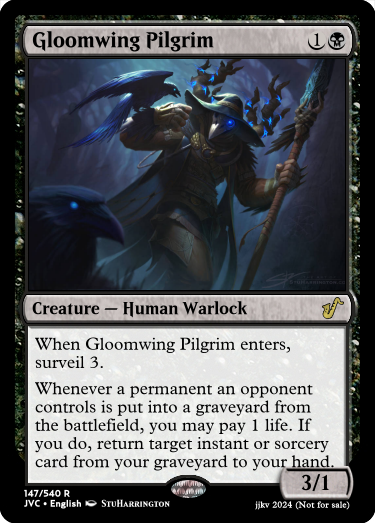 Gloomwing Pilgrim 1
Creature — Human Warlock
When Gloomwing Pilgrim enters,
surveil 3.
Whenever a permanent an opponent
controls is put into a graveyard from
the battlefield, you may pay 1 life. If
you do, return target instant or sorcery
card from your graveyard to your hand.
3/1
147/540 R
JVC • English StuHarrington
jjkv 2024 (Not for sale)